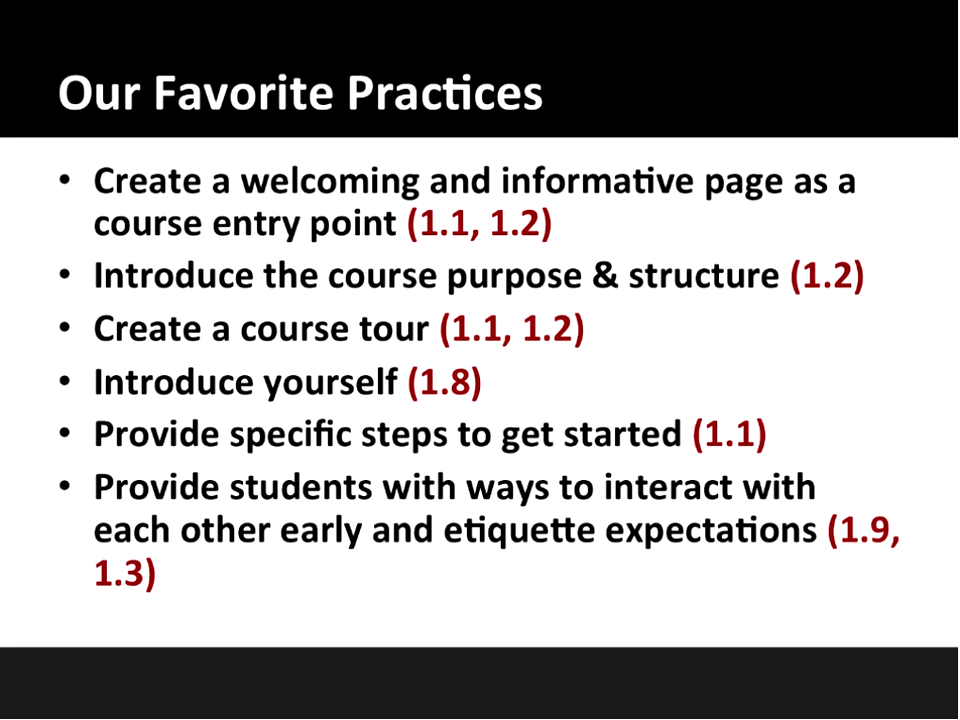 Our Favorite Practices
• Create a welcoming and informative page as a
course entry point (1.1, 1.2)
• Introduce the course purpose & structure (1.2)
• Create a course tour (1.1, 1.2)
• Introduce yourself (1.8)
• Provide specific steps to get started (1.1)
• Provide students with ways to interact with
each other early and etiquette expectations (1.9,
1.3)